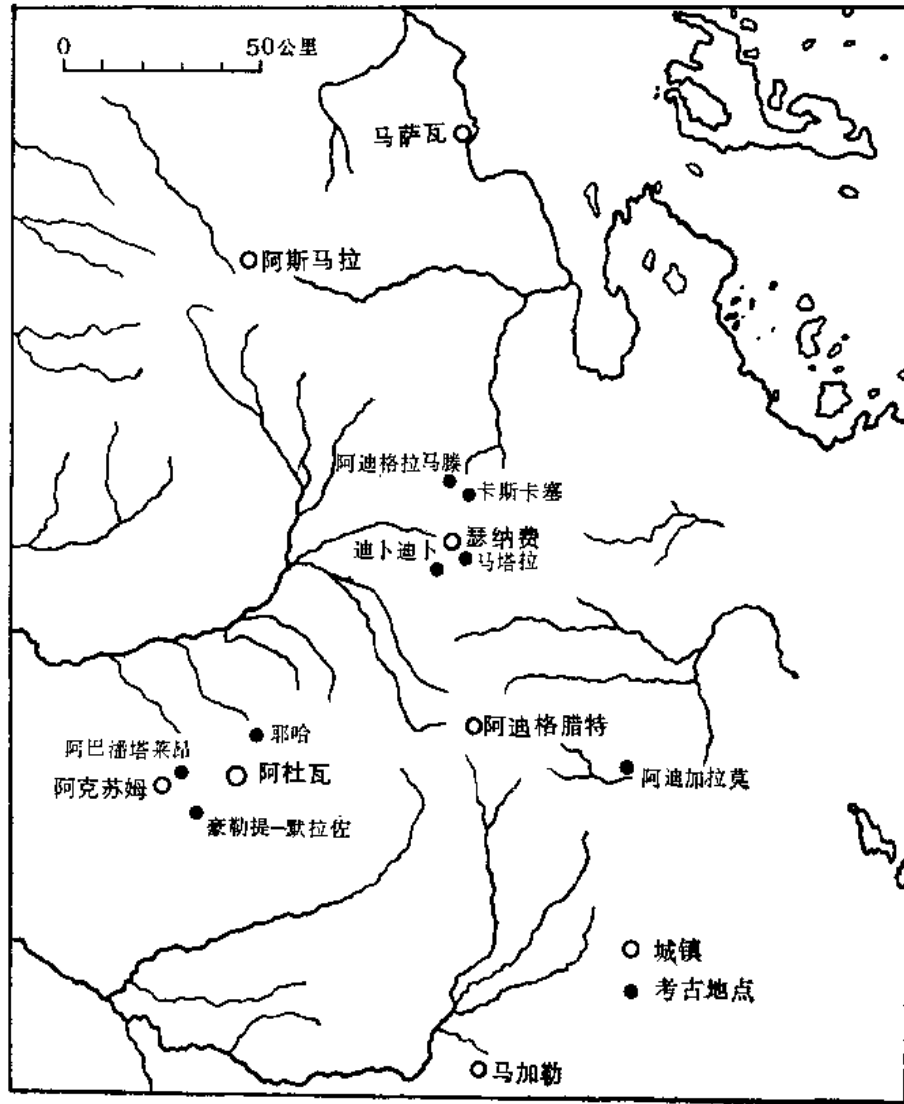 0 50公里
马萨瓦
阿斯马拉
阿迪格拉马滕
卡斯卡塞
瑟纳费
迪卜迪卜
马塔拉
阿迪格腊特
耶哈
阿巴潘塔莱昂
阿杜瓦
阿克苏姆
阿迪加拉莫
豪勒提—默拉佐
城镇
考古地点
马加勒